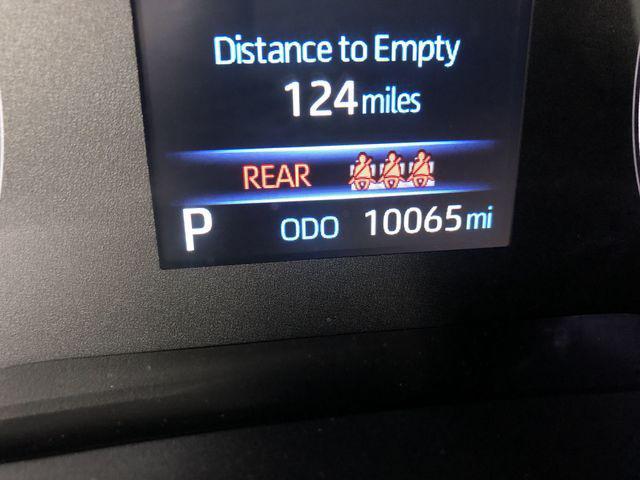 Distance to Empty
124 miles
REAR
P ODO 10065 mi